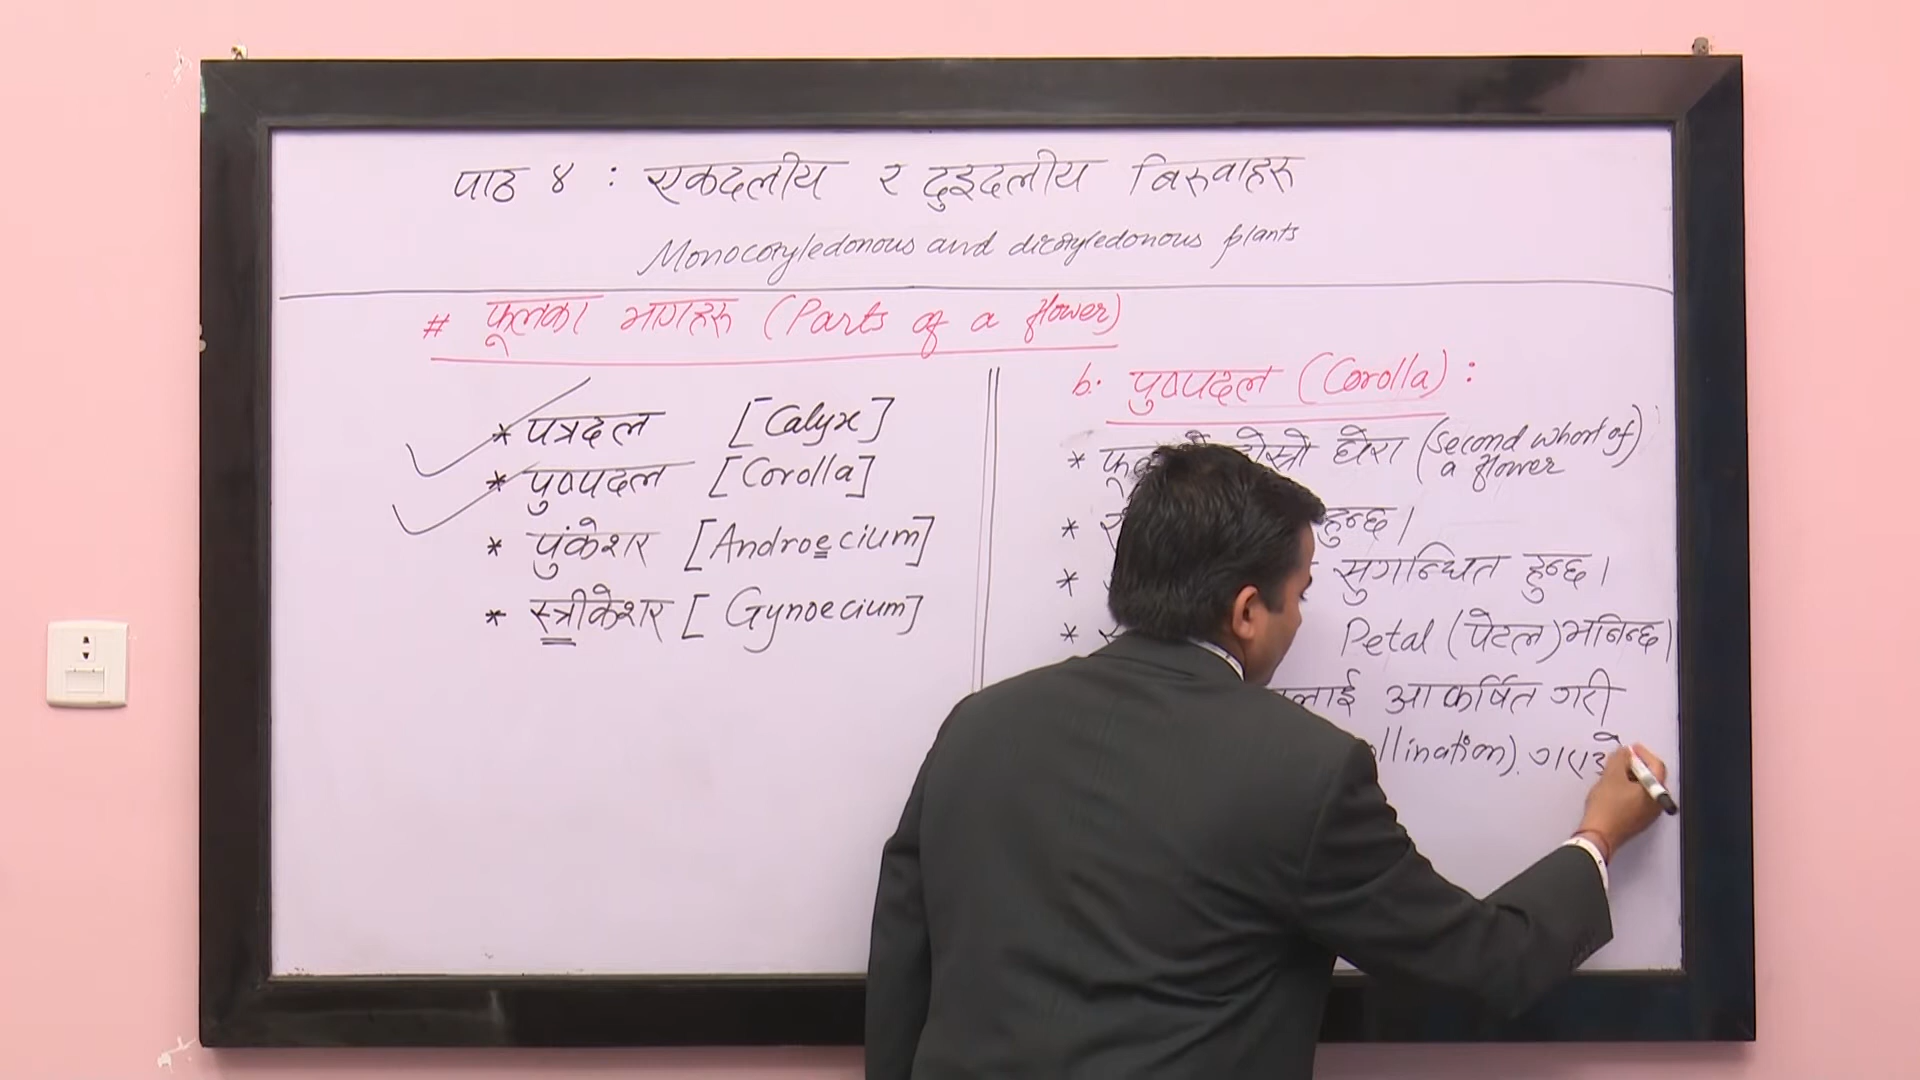 पाठ ४ : एकदलीय र दुइदलीय बिरुवाहरु
Monocotyledonous and dicotyledonous plants
# फूलका भागहरु (Parts of a flower)
* पत्रदल [Calyx]
* पुष्पदल [Corolla]
* पुंकेशर [Androecium]
* स्त्रीकेशर [Gynoecium]
b. पुष्पदल (Corolla) :
* घेरा (Second whorl of a flower)
* हुन्छ ।
* सुगन्धित हुन्छ ।
* Petal (पेटल) भनिन्छ ।
लाई आकर्षित गरी
llination).